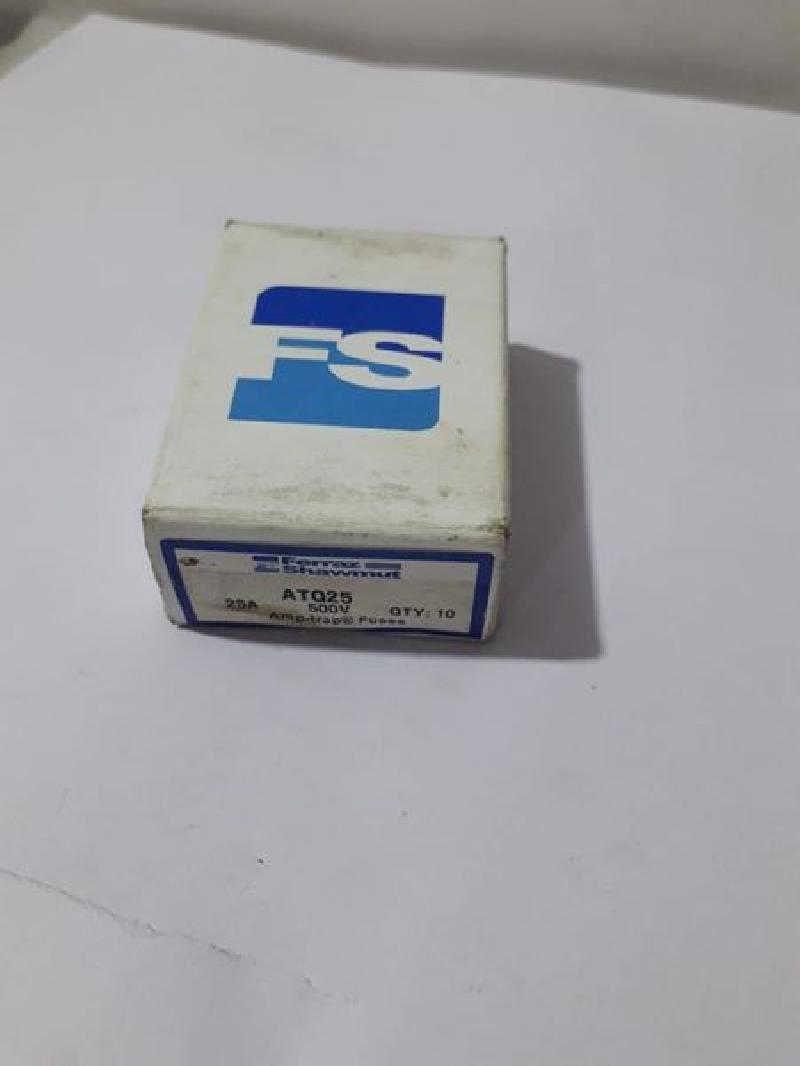 FS
Ferraz
Shawmut
ATQ25
25A 500V QTY: 10
Amp-trap® Fuses